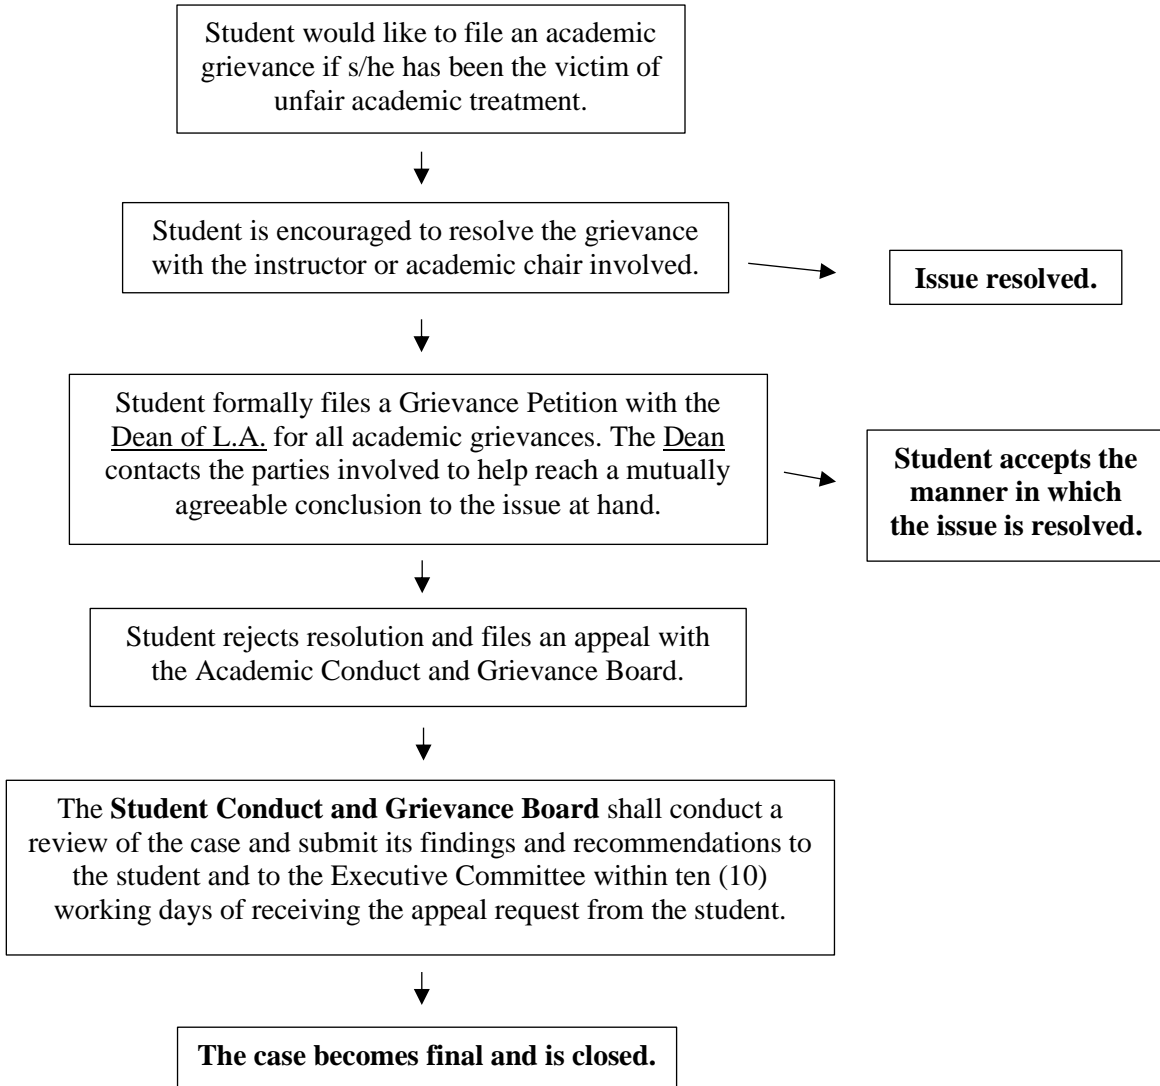 Student would like to file an academic
grievance if s/he has been the victim of
unfair academic treatment.
Student is encouraged to resolve the grievance
with the instructor or academic chair involved.
Issue resolved.
Student formally files a Grievance Petition with the
Dean of L.A. for all academic grievances. The Dean
contacts the parties involved to help reach a mutually
agreeable conclusion to the issue at hand.
Student accepts the
manner in which
the issue is resolved.
Student rejects resolution and files an appeal with
the Academic Conduct and Grievance Board.
The Student Conduct and Grievance Board shall conduct a
review of the case and submit its findings and recommendations to
the student and to the Executive Committee within ten (10)
working days of receiving the appeal request from the student.
The case becomes final and is closed.